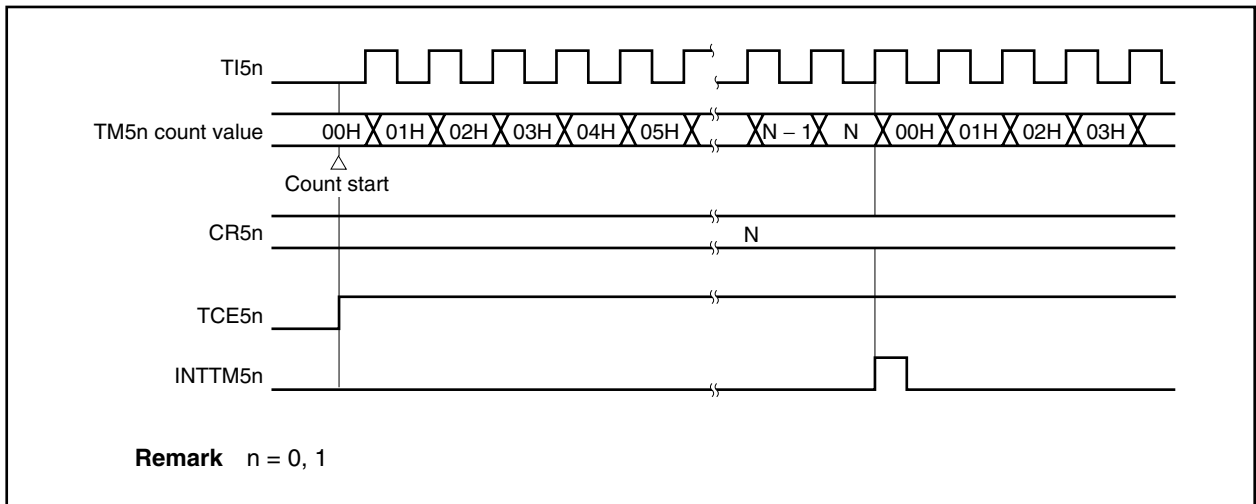 TI5n
TM5n count value 00H 01H 02H 03H 04H 05H N – 1 N 00H 01H 02H 03H
Count start
CR5n N
TCE5n
INTTM5n
Remark n = 0, 1